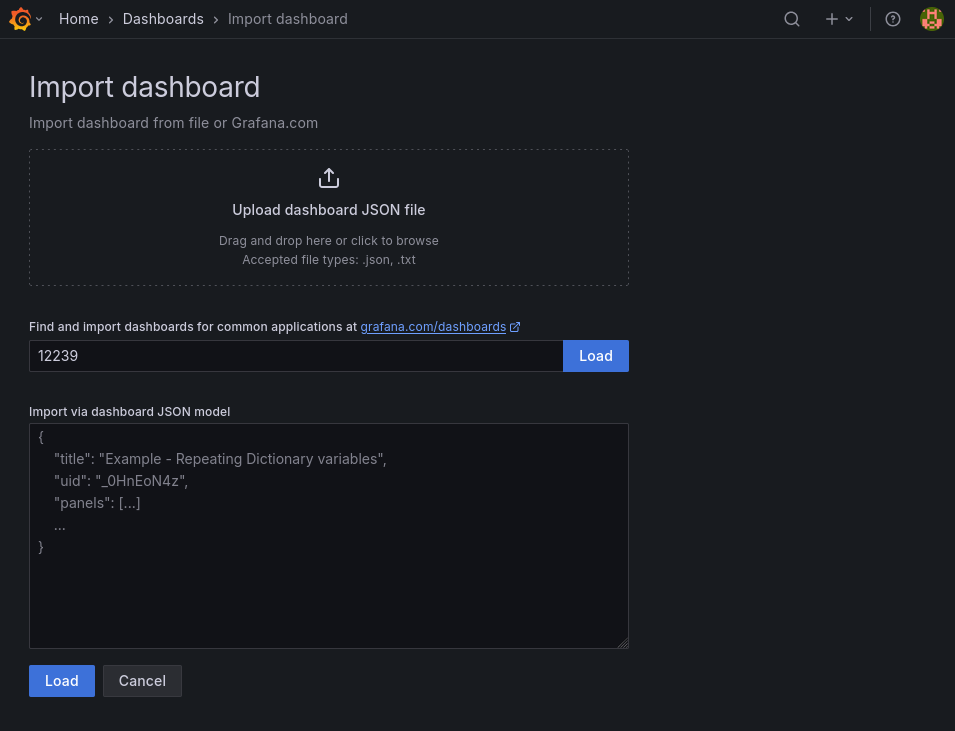 Home › Dashboards › Import dashboard
Import dashboard
Import dashboard from file or Grafana.com
Upload dashboard JSON file
Drag and drop here or click to browse
Accepted file types: .json, .txt
Find and import dashboards for common applications at grafana.com/dashboards
12239 Load
Import via dashboard JSON model
{
"title": "Example - Repeating Dictionary variables",
"uid": "_0HnEoN4z",
"panels": [...]
...
}
Load Cancel